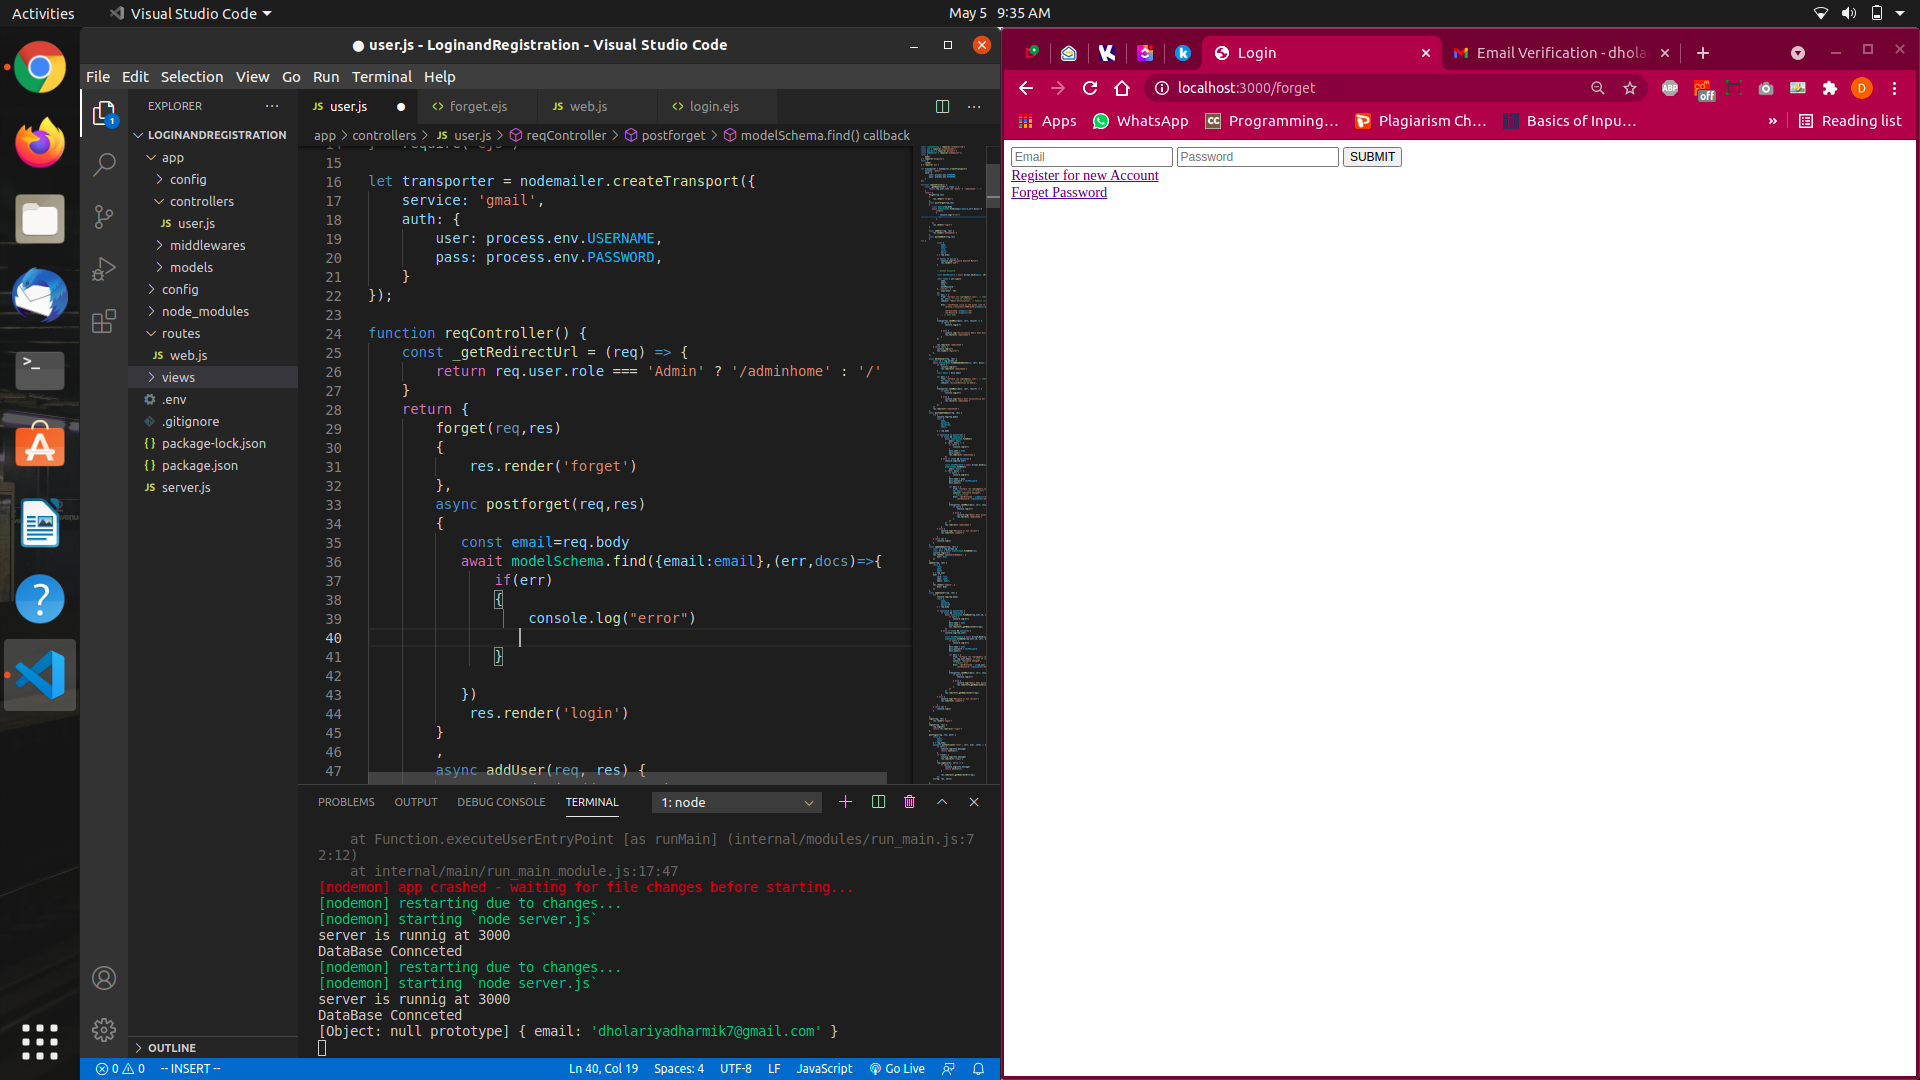 Activities
Visual Studio Code
May 5 9:35 AM
user.js - LoginandRegistration - Visual Studio Code
File Edit Selection View Go Run Terminal Help
EXPLORER
LOGINANDREGISTRATION
app
config
controllers
JS user.js
middlewares
models
config
node_modules
routes
JS web.js
views
.env
.gitignore
{} package-lock.json
{} package.json
JS server.js
OUTLINE
1
JS user.js
<> forget.ejs
JS web.js
<> login.ejs
app > controllers > JS user.js > reqController > postforget > modelSchema.find() callback
15
16 let transporter = nodemailer.createTransport({
17 service: 'gmail',
18 auth: {
19 user: process.env.USERNAME,
20 pass: process.env.PASSWORD,
21 }
22 });
23
24 function reqController() {
25 const _getRedirectUrl = (req) => {
26 return req.user.role === 'Admin' ? '/adminhome' : '/'
27 }
28 return {
29 forget(req,res)
30 {
31 res.render('forget')
32 },
33 async postforget(req,res)
34 {
35 const email=req.body
36 await modelSchema.find({email:email},(err,docs)=>{
37 if(err)
38 {
39 console.log("error")
40
41 }
42
43 })
44 res.render('login')
45 }
46 ,
47 async addUser(req, res) {
PROBLEMS OUTPUT DEBUG CONSOLE TERMINAL 1: node
at Function.executeUserEntryPoint [as runMain] (internal/modules/run_main.js:7
2:12)
at internal/main/run_main_module.js:17:47
[nodemon] app crashed - waiting for file changes before starting...
[nodemon] restarting due to changes...
[nodemon] starting `node server.js`
server is runnig at 3000
DataBase Connceted
[nodemon] restarting due to changes...
[nodemon] starting `node server.js`
server is runnig at 3000
DataBase Connceted
[Object: null prototype] { email: 'dholariyadharmik7@gmail.com' }
0 0 -- INSERT --
Ln 40, Col 19 Spaces: 4 UTF-8 LF JavaScript Go Live
Login
Email Verification - dhola
localhost:3000/forget
ABP
off
D
Apps WhatsApp CC Programming... Plagiarism Ch... Basics of Inpu... » Reading list
Email Password SUBMIT
Register for new Account
Forget Password